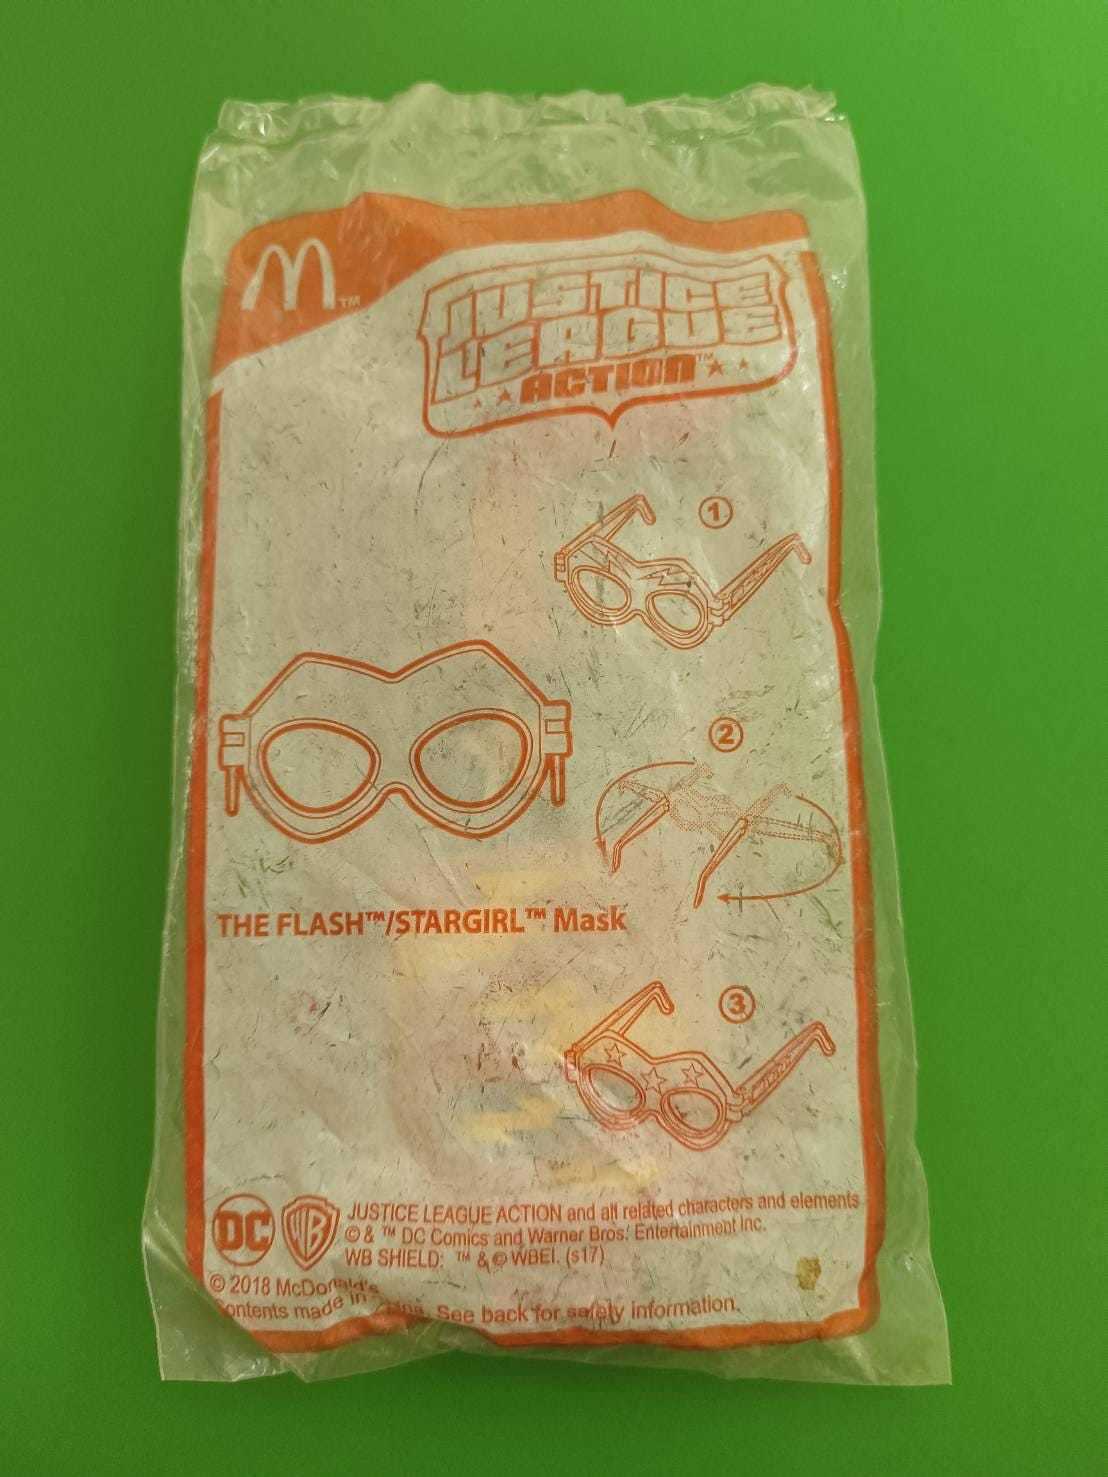 M™
JUSTICE
LEAGUE
ACTION™
1
2
THE FLASH™/STARGIRL™ Mask
3
DC WB JUSTICE LEAGUE ACTION and all related characters and elements
© & ™ DC Comics and Warner Bros. Entertainment Inc.
WB SHIELD: ™ & © WBEI. (s17)
© 2018 McDonald's
Contents made in China. See back for safety information.